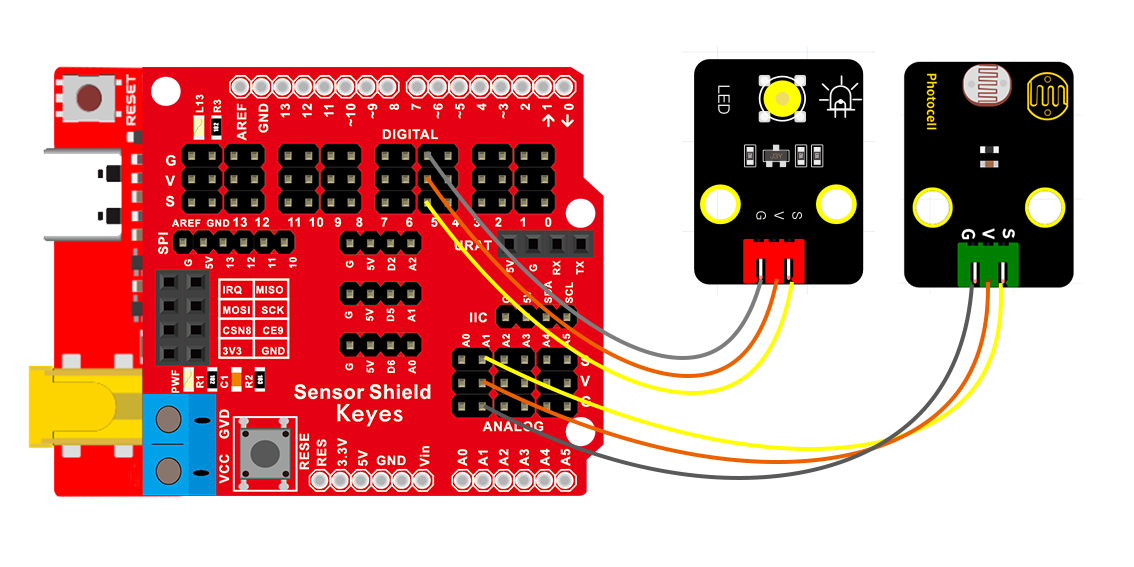 RESET
L13
R3
AREF
GND
13
12
11
~10
~9
8
7
~6
~5
4
~3
2
→1
←0
DIGITAL
G
V
S
AREF GND 13 12 11 10 9 8 7 6 5 4 3 2 1 0
SPI
G 5V 13 12 11 10
G 5V D2 A2
URAT
5V G RX TX
IRQ MISO
MOSI SCK
CSN8 CE9
3V3 GND
G 5V D5 A1
SDA SCL
IIC
A0 A1 A2 A3 A4 A5
G
V
G 5V D6 A0
PWF
R1
C1
R2
Sensor Shield
Keyes
ANALOG
GVD
VCC
RESE
RES
3.3V
5V
GND
Vin
A0 A1 A2 A3 A4 A5
LED
G V S
Photocell
G V S